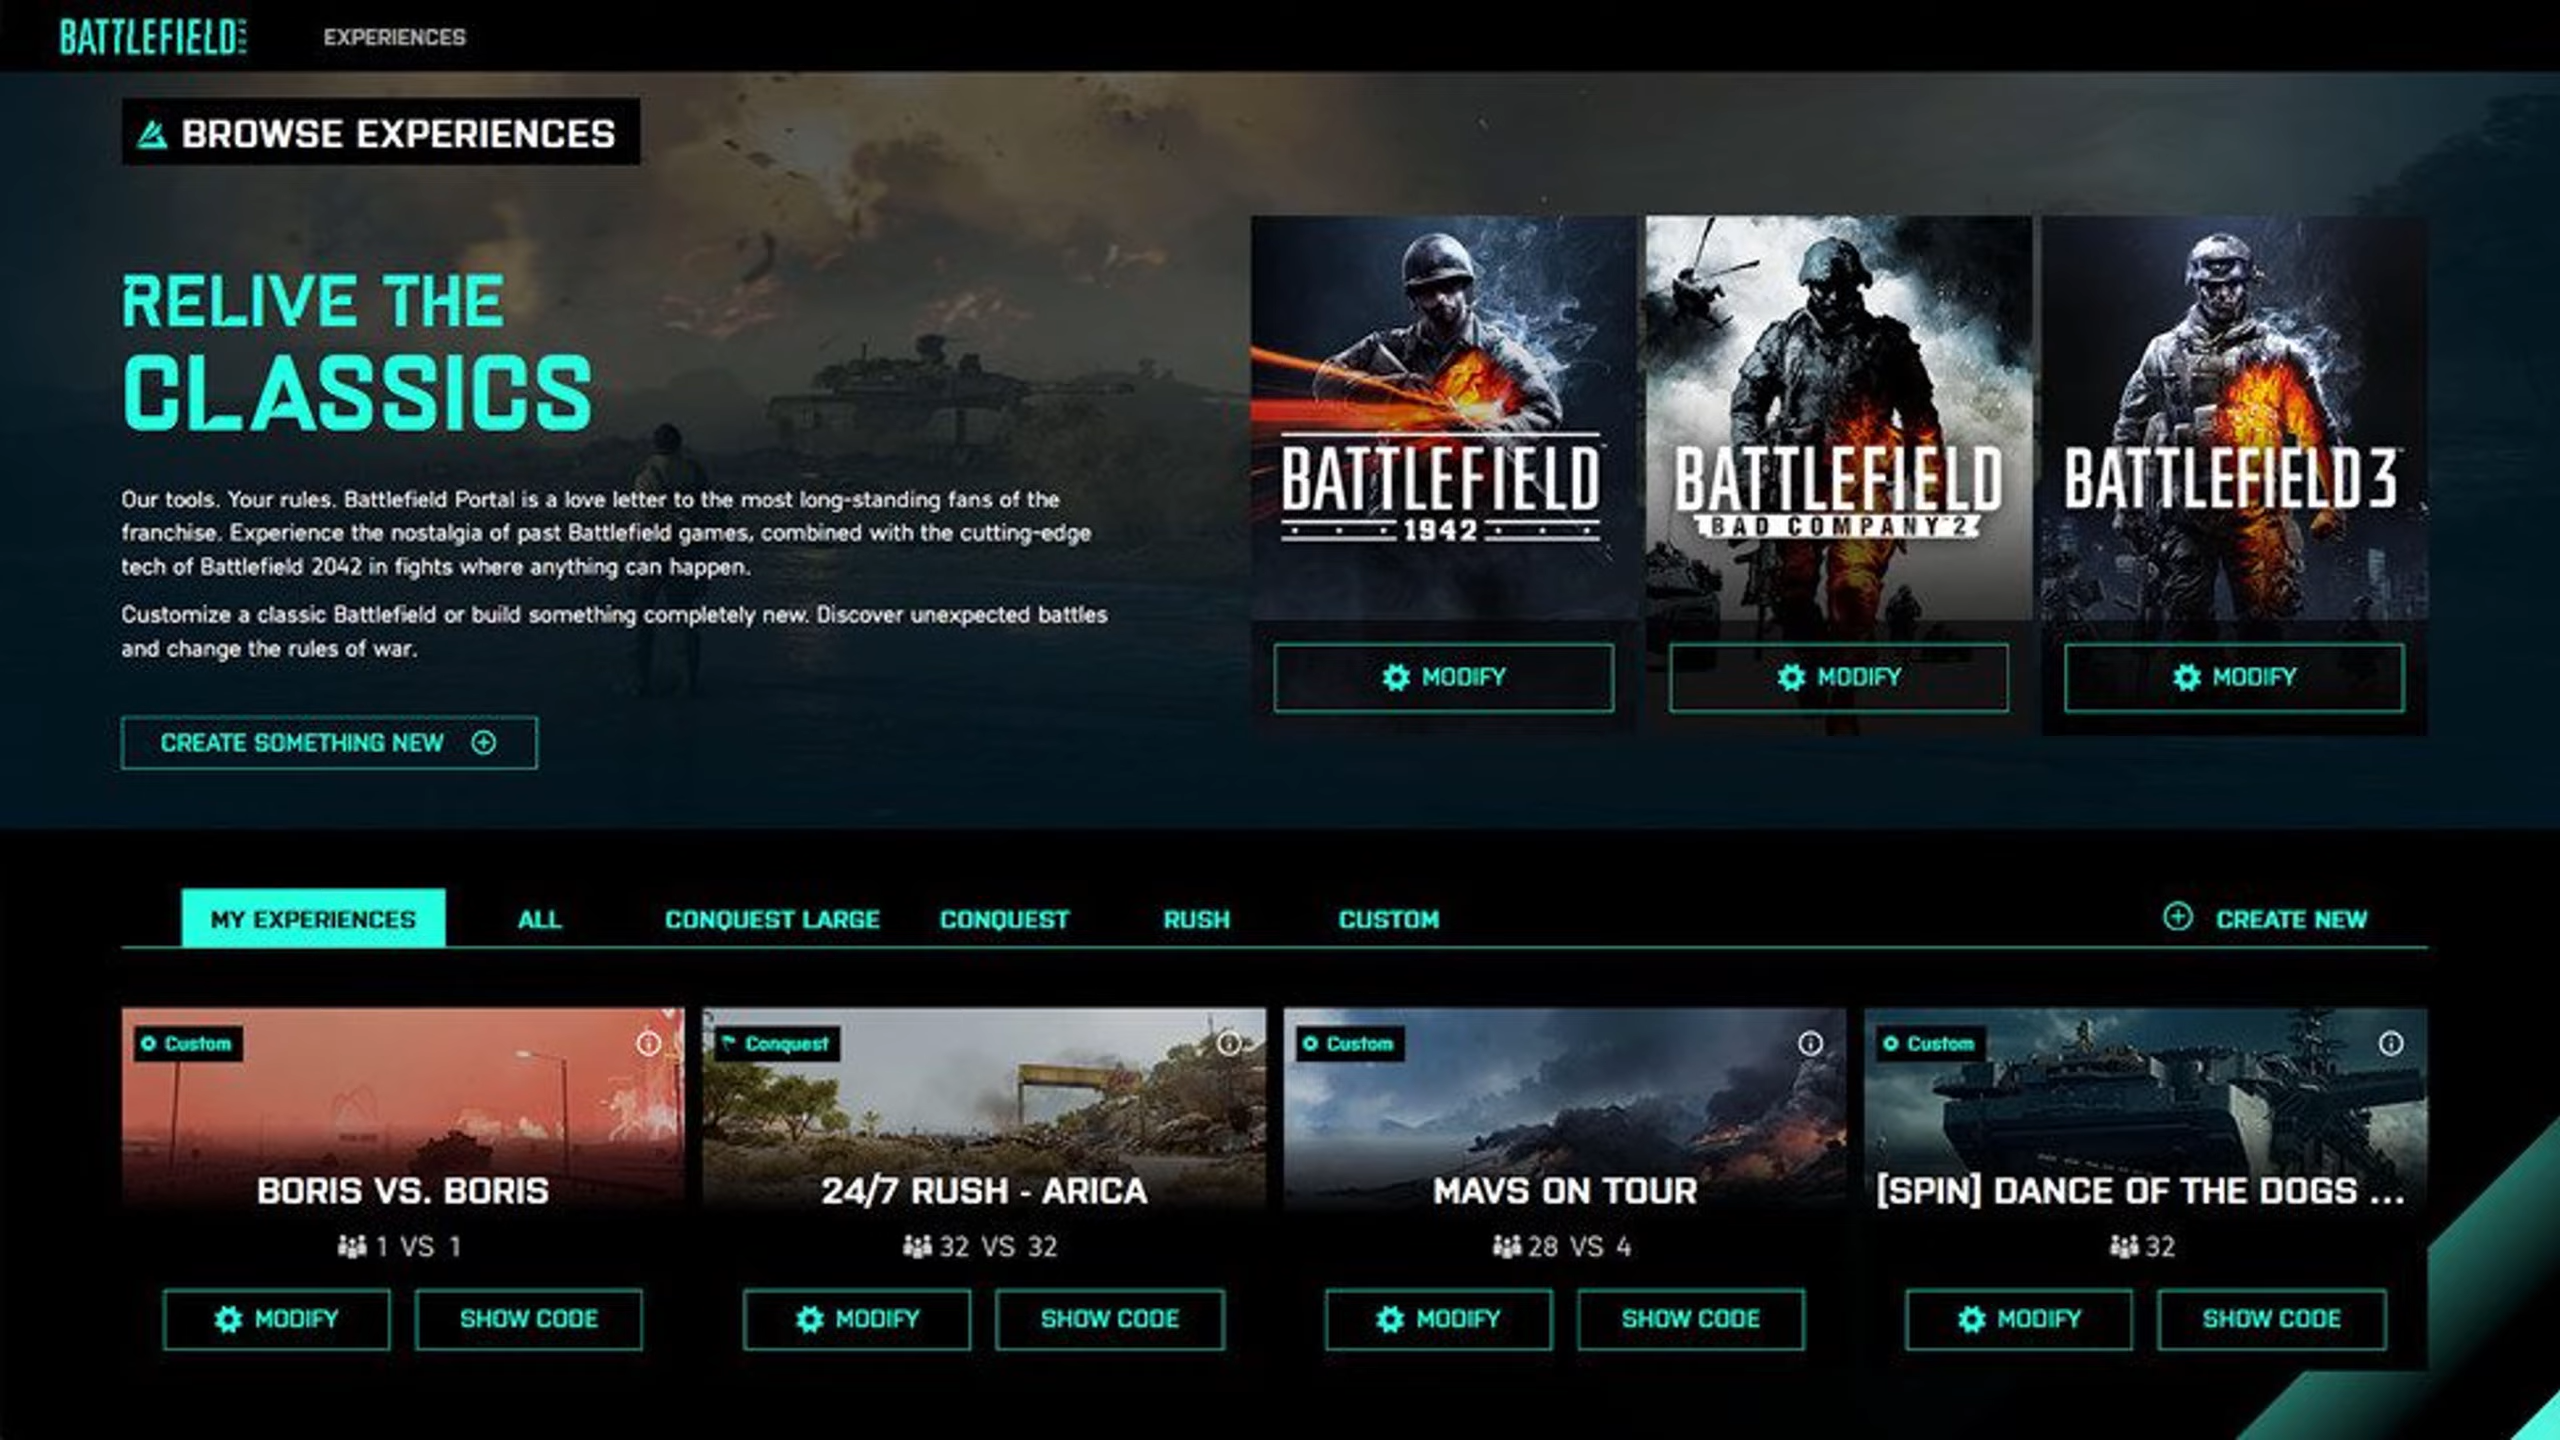 BATTLEFIELD
EXPERIENCES
BROWSE EXPERIENCES
RELIVE THE
CLASSICS
Our tools. Your rules. Battlefield Portal is a love letter to the most long-standing fans of the
franchise. Experience the nostalgia of past Battlefield games, combined with the cutting-edge
tech of Battlefield 2042 in fights where anything can happen.
Customize a classic Battlefield or build something completely new. Discover unexpected battles
and change the rules of war.
CREATE SOMETHING NEW
BATTLEFIELD
1942
MODIFY
BATTLEFIELD
BAD COMPANY 2
MODIFY
BATTLEFIELD 3
MODIFY
MY EXPERIENCES ALL CONQUEST LARGE CONQUEST RUSH CUSTOM CREATE NEW
Custom
BORIS VS. BORIS
1 VS 1
MODIFY SHOW CODE
Conquest
24/7 RUSH - ARICA
32 VS 32
MODIFY SHOW CODE
Custom
MAVS ON TOUR
28 VS 4
MODIFY SHOW CODE
Custom
[SPIN] DANCE OF THE DOGS ...
32
MODIFY SHOW CODE